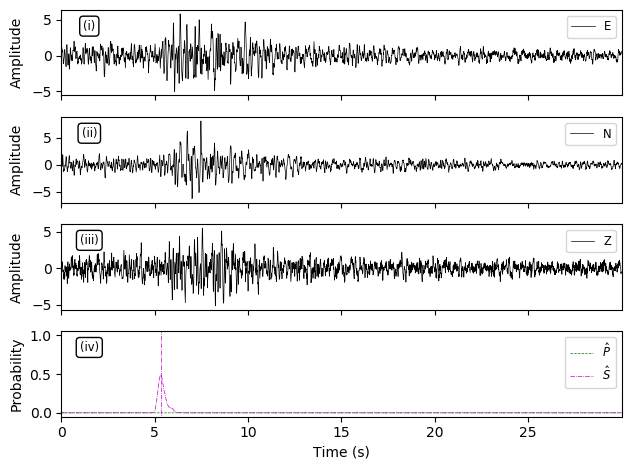 (i)
E
Amplitude
5
0
−5
(ii)
N
Amplitude
5
0
−5
(iii)
Z
Amplitude
5
0
−5
(iv)
P̂
Ŝ
Probability
1.0
0.5
0.0
0 5 10 15 20 25
Time (s)